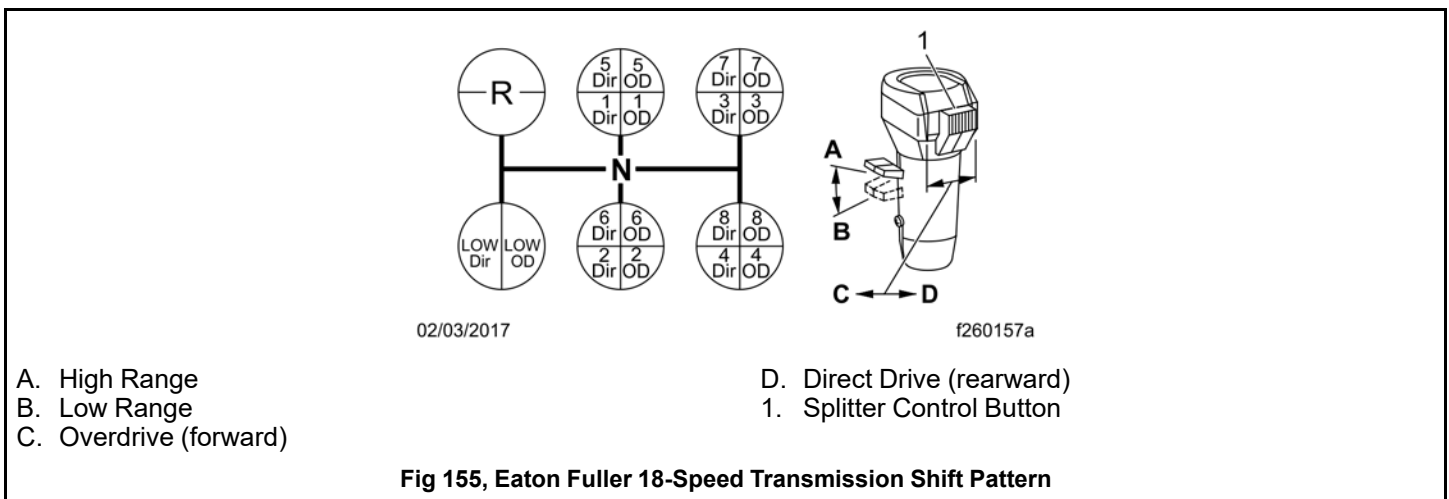 1
5 5
Dir OD
1 1
Dir OD
7 7
Dir OD
3 3
Dir OD
R
A
N
B
6 6
Dir OD
2 2
Dir OD
8 8
Dir OD
4 4
Dir OD
LOW LOW
Dir OD
C D
02/03/2017
f260157a
A. High Range
B. Low Range
C. Overdrive (forward)
D. Direct Drive (rearward)
1. Splitter Control Button
Fig 155, Eaton Fuller 18-Speed Transmission Shift Pattern